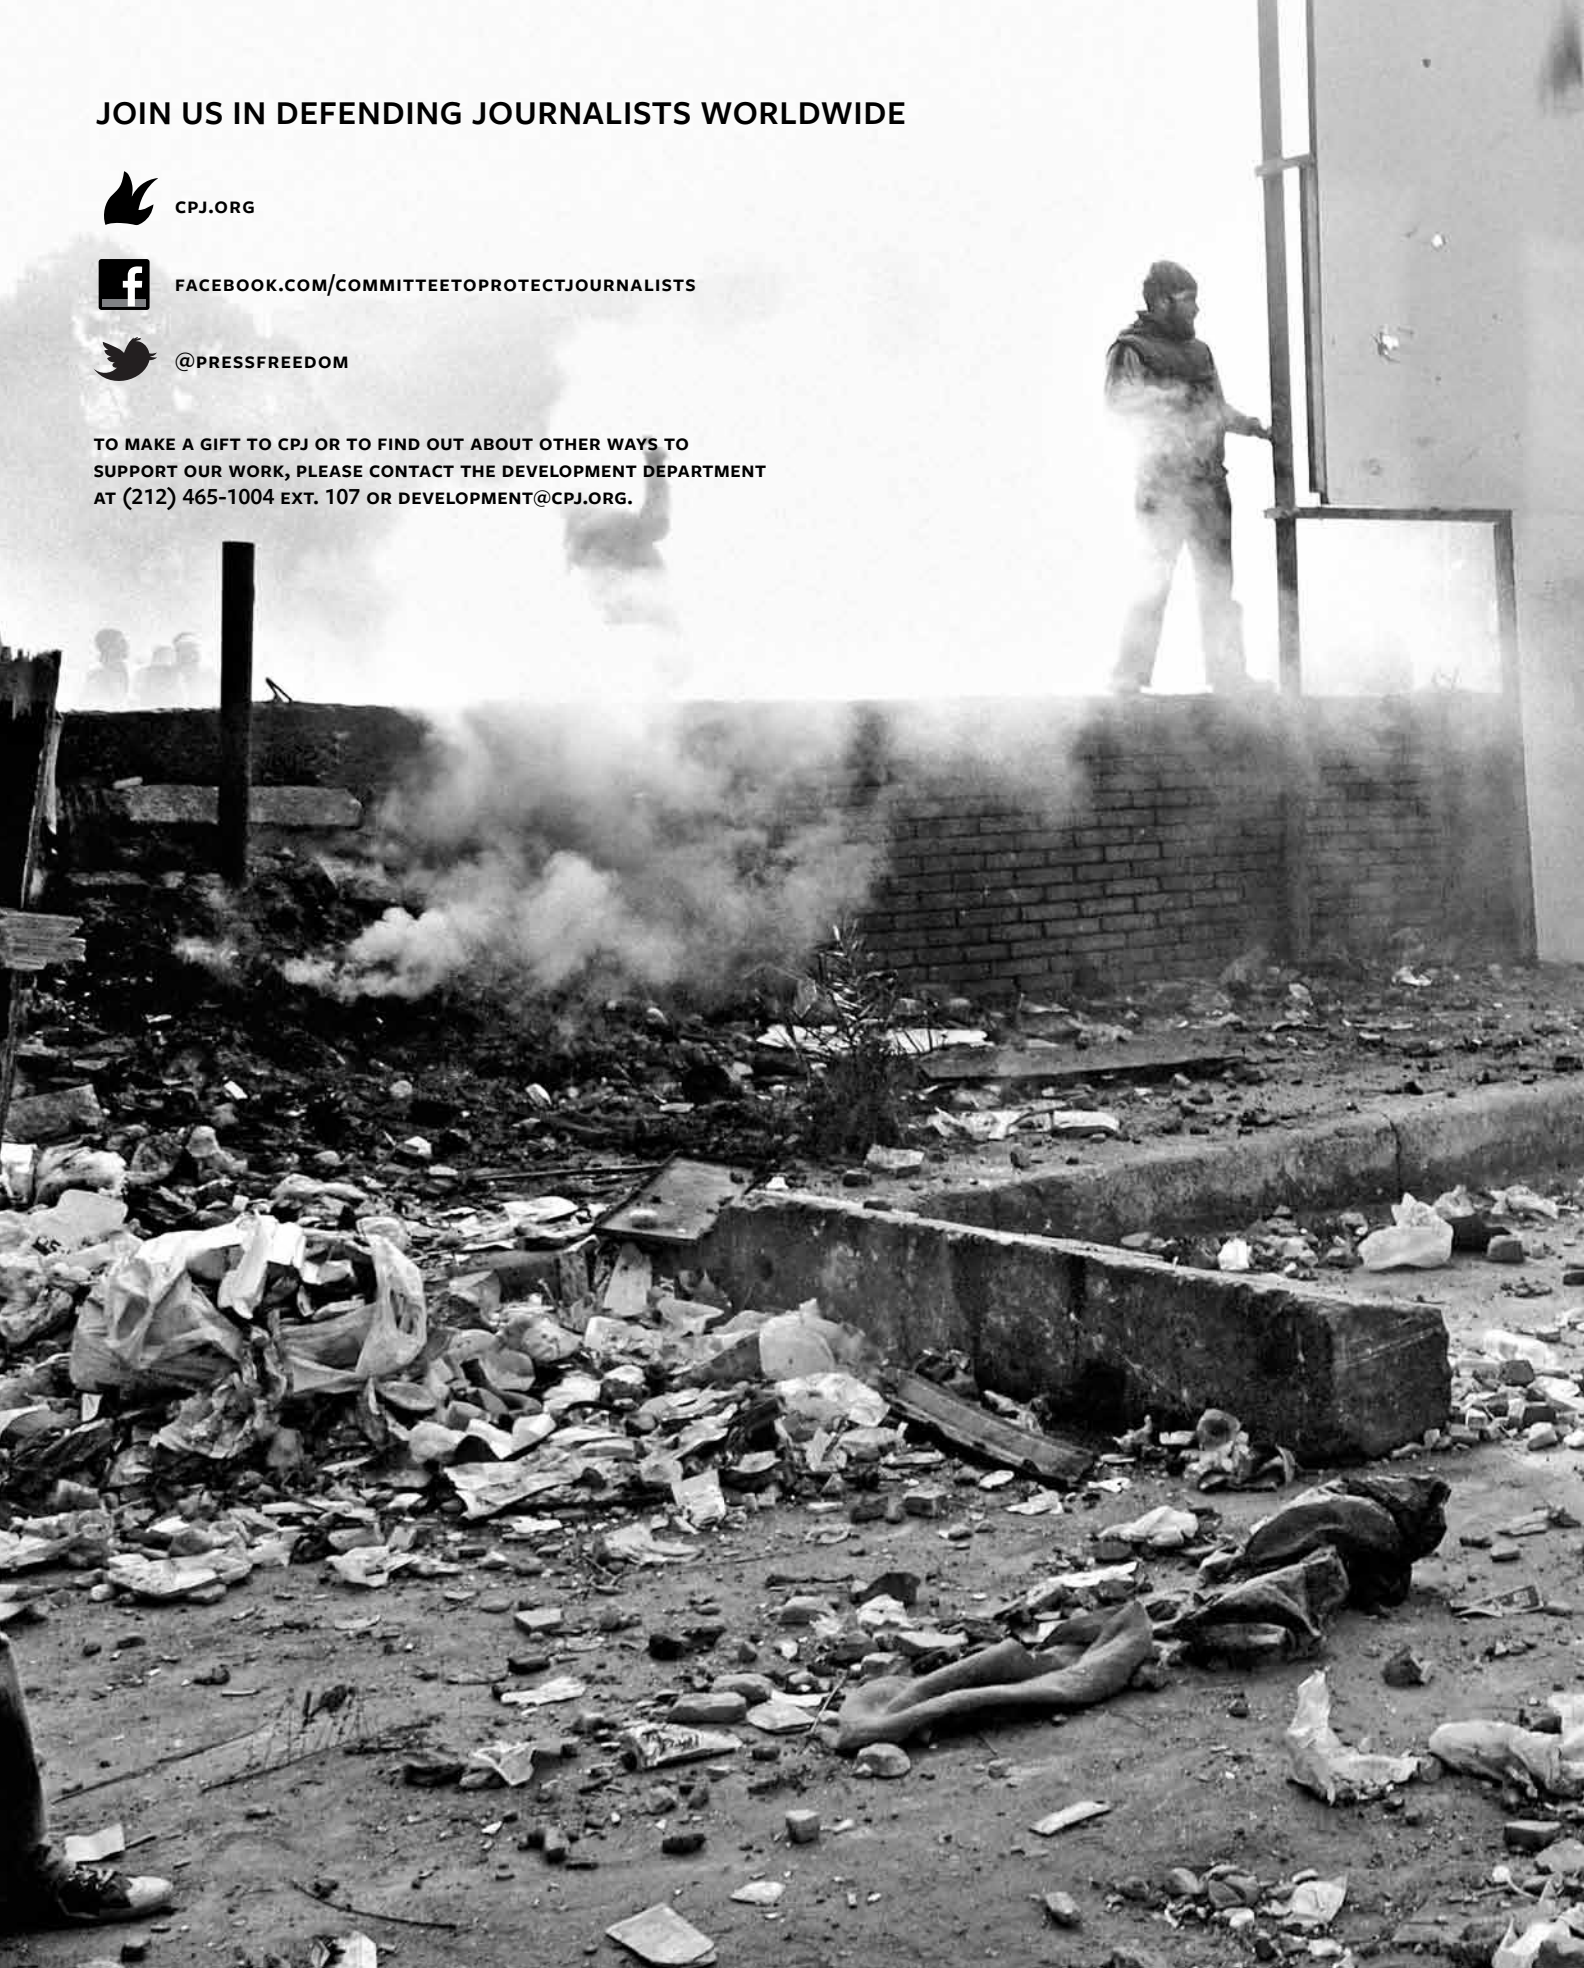 JOIN US IN DEFENDING JOURNALISTS WORLDWIDE
CPJ.ORG
FACEBOOK.COM/COMMITTEETOPROTECTJOURNALISTS
@PRESSFREEDOM
TO MAKE A GIFT TO CPJ OR TO FIND OUT ABOUT OTHER WAYS TO
SUPPORT OUR WORK, PLEASE CONTACT THE DEVELOPMENT DEPARTMENT
AT (212) 465-1004 EXT. 107 OR DEVELOPMENT@CPJ.ORG.